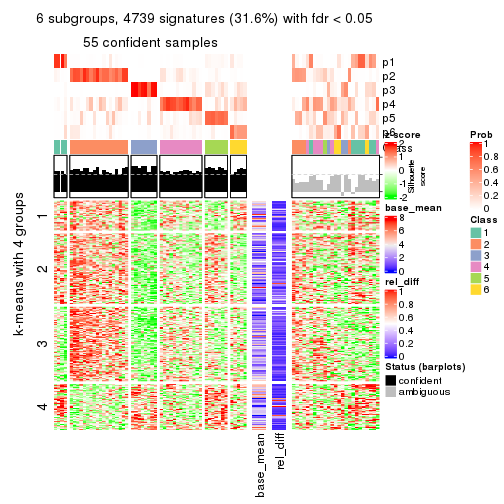 6 subgroups, 4739 signatures (31.6%) with fdr < 0.05
55 confident samples
p1
p2
p3
p4
p5
p6
Class
z-score
2
1
0
-1
-2
Silhouette
score
Prob
1
0.8
0.6
0.4
0.2
0
base_mean
8
6
4
2
0
Class
1
2
3
4
5
6
rel_diff
1
0.8
0.6
0.4
0.2
0
Status (barplots)
confident
ambiguous
k-means with 4 groups
1
2
3
4
base_mean
rel_diff